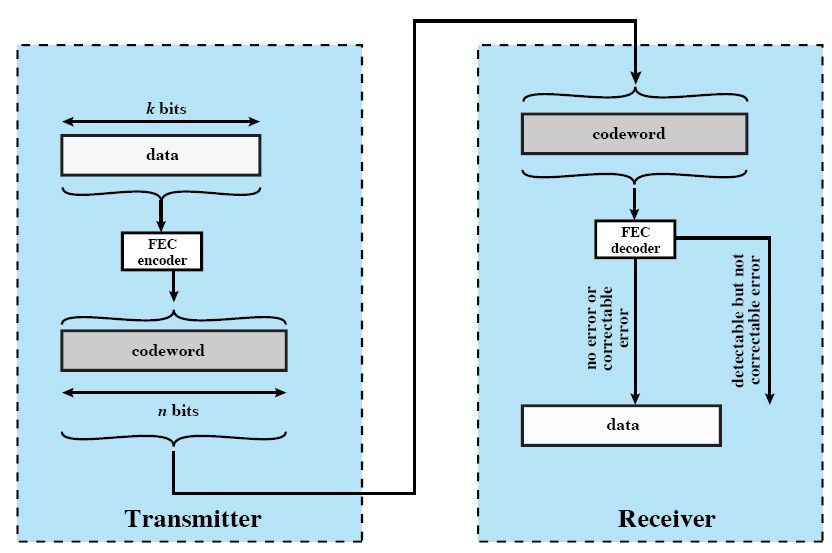 k bits
data
FEC
encoder
codeword
n bits
Transmitter
codeword
FEC
decoder
no error or
correctable
error
detectable but not
correctable error
data
Receiver